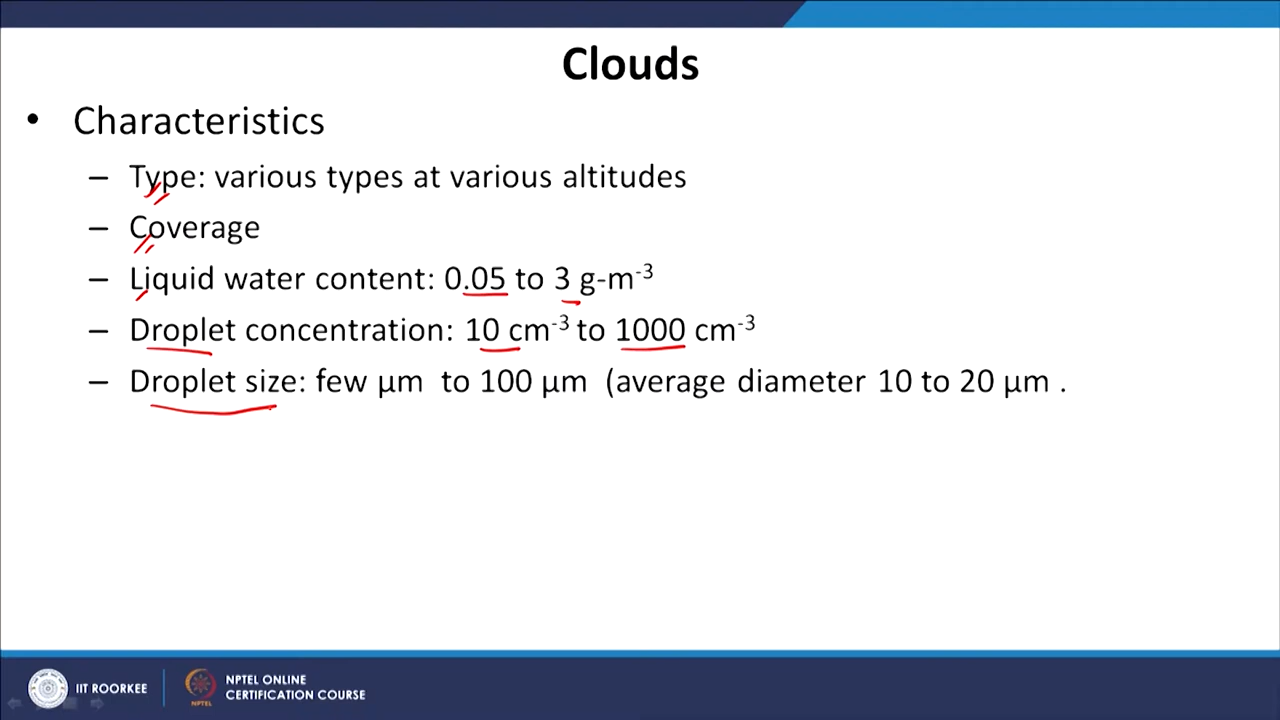 Clouds
• Characteristics
– Type: various types at various altitudes
– Coverage
– Liquid water content: 0.05 to 3 g-m⁻³
– Droplet concentration: 10 cm⁻³ to 1000 cm⁻³
– Droplet size: few µm to 100 µm (average diameter 10 to 20 µm .
IIT ROORKEE
NPTEL
NPTEL ONLINE
CERTIFICATION COURSE